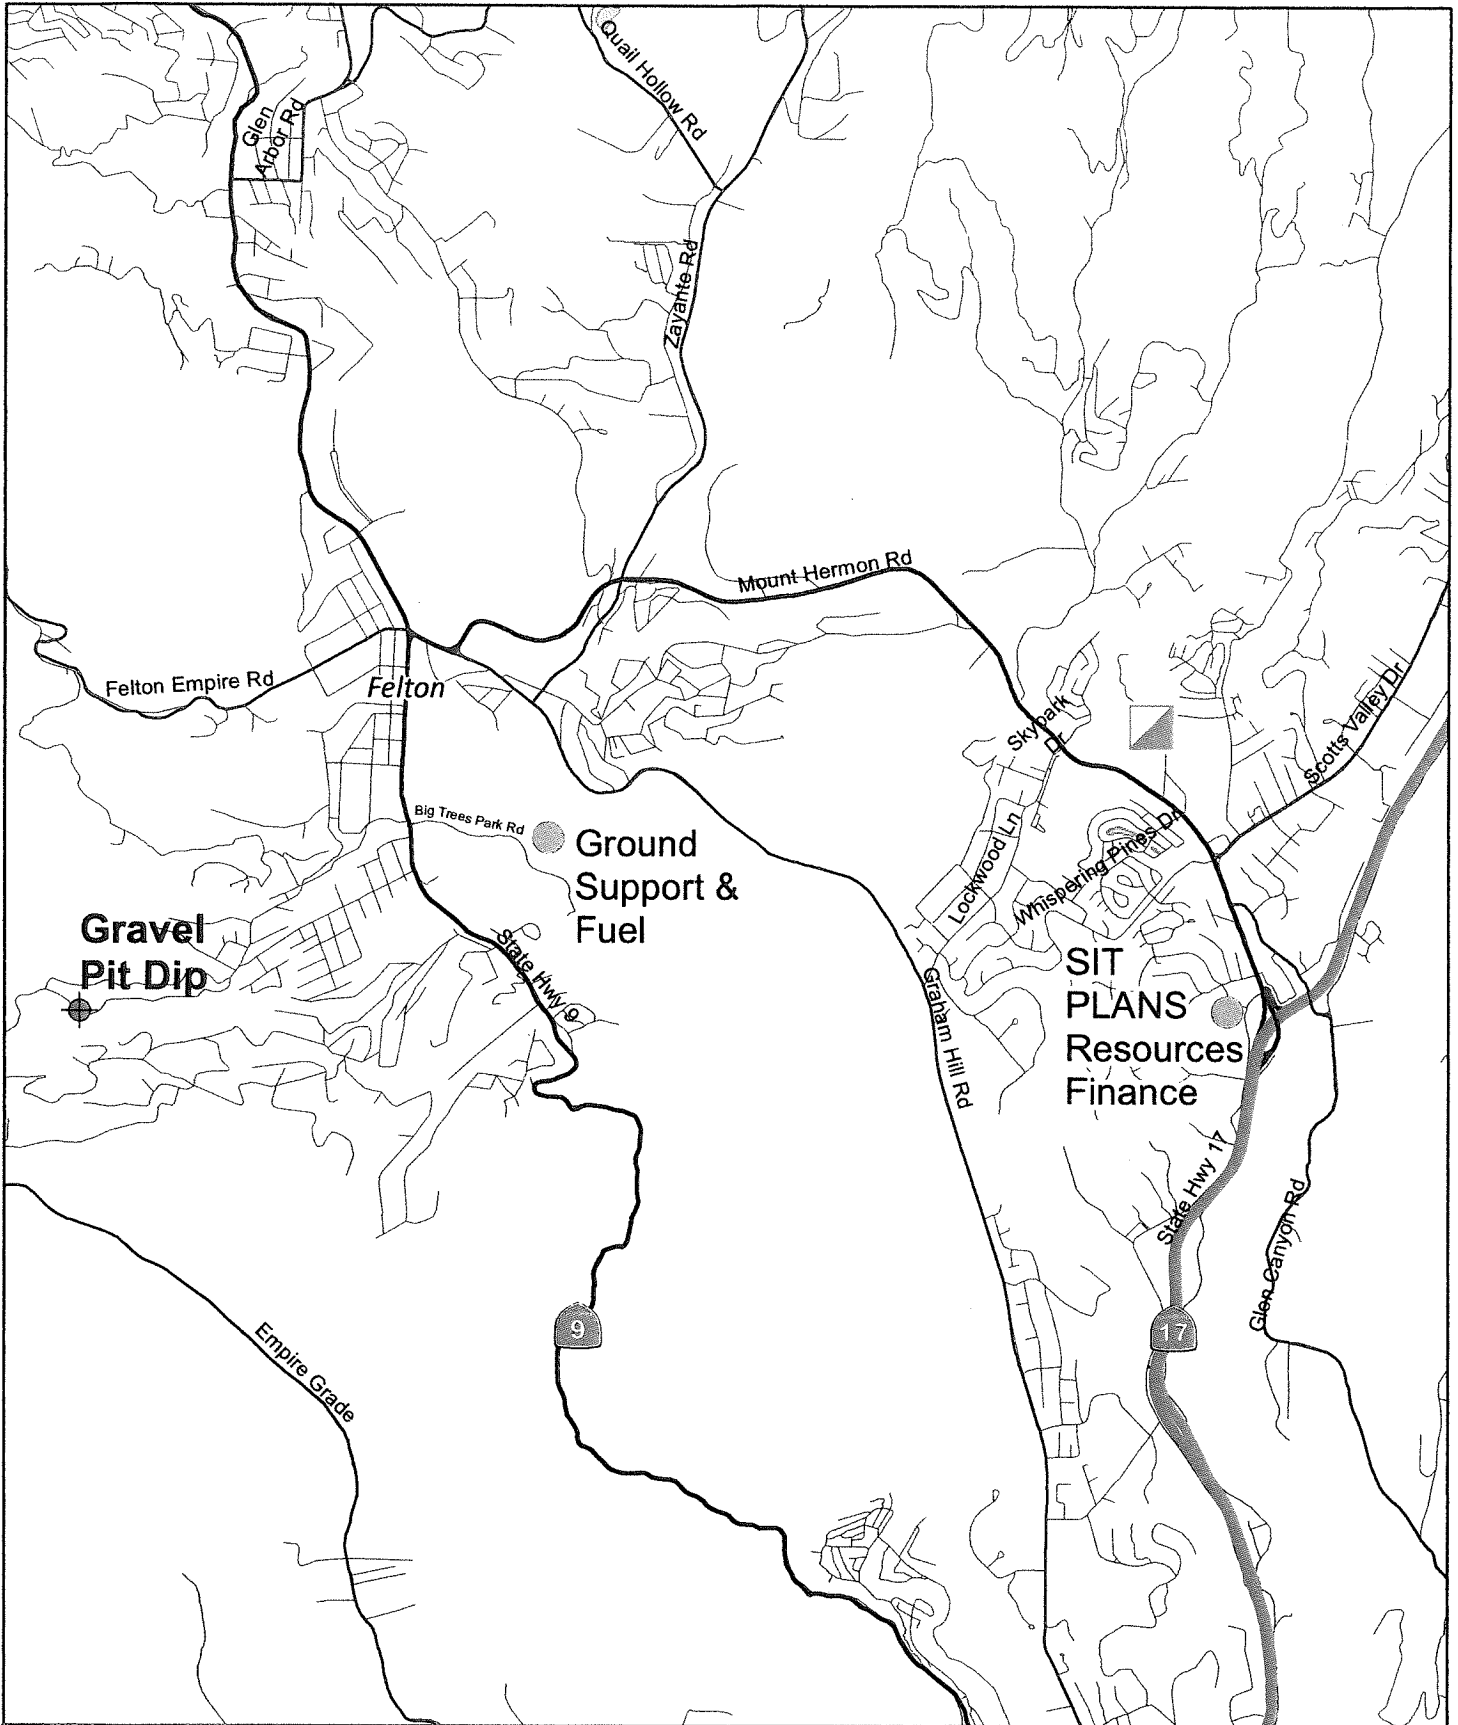 Quail Hollow Rd
Glen
Arbor Rd
Zayante Rd
Mount Hermon Rd
Felton Empire Rd
Felton
Skypark
Dr
Scotts Valley Dr
Big Trees Park Rd
Ground
Support &
Fuel
Lockwood Ln
Whispering Pines Dr
Gravel
Pit Dip
State Hwy 9
SIT
PLANS
Resources
Finance
Graham Hill Rd
State Hwy 17
Glen Canyon Rd
9
17
Empire Grade